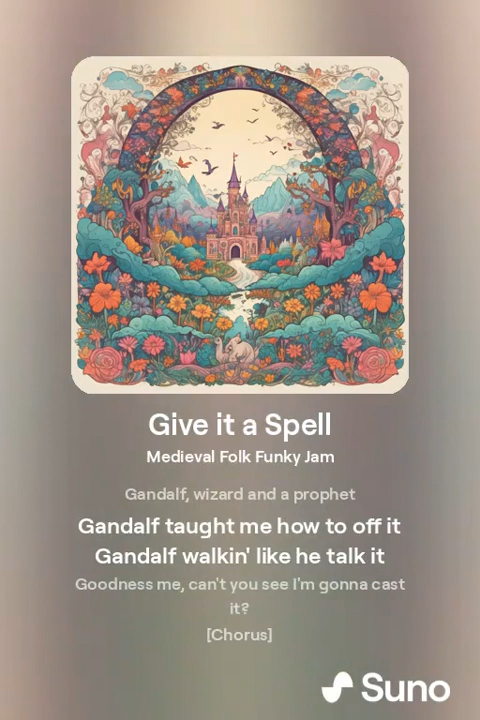 Give it a Spell
Medieval Folk Funky Jam
Gandalf, wizard and a prophet
Gandalf taught me how to off it
Gandalf walkin' like he talk it
Goodness me, can't you see I'm gonna cast
it?
[Chorus]
Suno